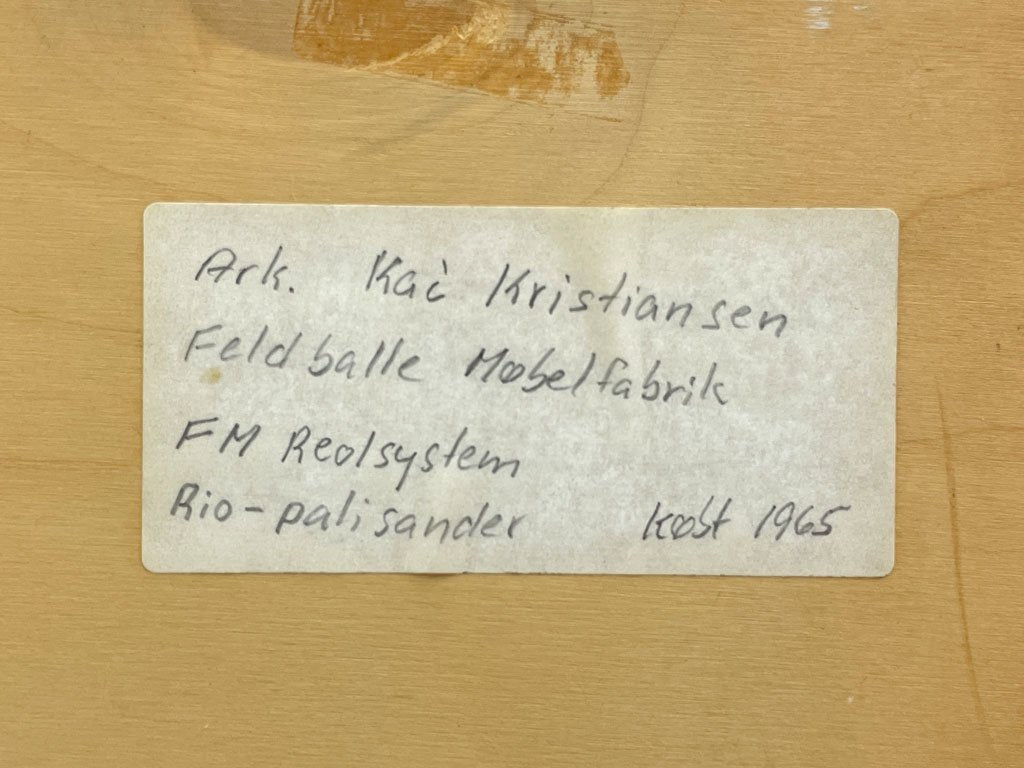 Ark. Kai Kristiansen
Feldballe Møbelfabrik
FM Reolsystem
Rio-palisander købt 1965